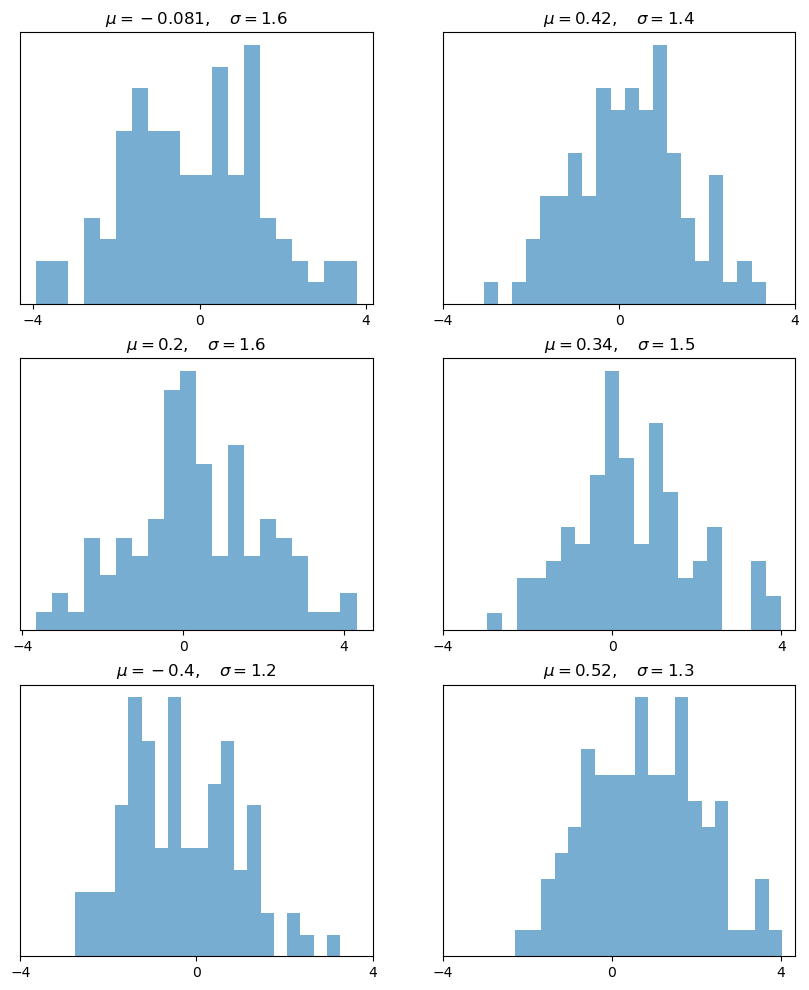 μ = −0.081, σ = 1.6
μ = 0.42, σ = 1.4
−4 0 4
−4 0 4
μ = 0.2, σ = 1.6
μ = 0.34, σ = 1.5
−4 0 4
−4 0 4
μ = −0.4, σ = 1.2
μ = 0.52, σ = 1.3
−4 0 4
−4 0 4